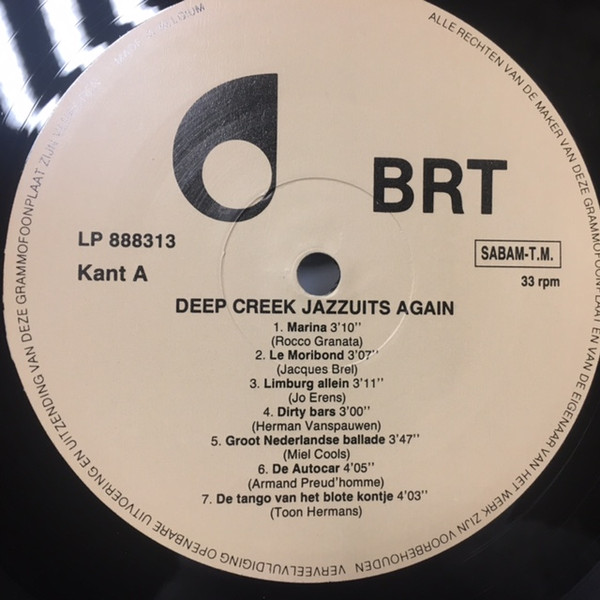 BRT
LP 888313
SABAM-T.M.
Kant A
33 rpm
DEEP CREEK JAZZUITS AGAIN
1. Marina 3'10''
(Rocco Granata)
2. Le Moribond 3'07''
(Jacques Brel)
3. Limburg allein 3'11''
(Jo Erens)
4. Dirty bars 3'00''
(Herman Vanspauwen)
5. Groot Nederlandse ballade 3'47''
(Miel Cools)
6. De Autocar 4'05''
(Armand Preud'homme)
7. De tango van het blote kontje 4'03''
(Toon Hermans)
ALLE RECHTEN VAN DE MAKER VAN DEZE GRAMMOFOONPLAAT EN VAN DE EIGENAAR VAN HET WERK ZIJN VOORBEHOUDEN VERVEELVULDIGING OPENBARE UITVOERING EN UITZENDING VAN DEZE GRAMMOFOONPLAAT ZIJN